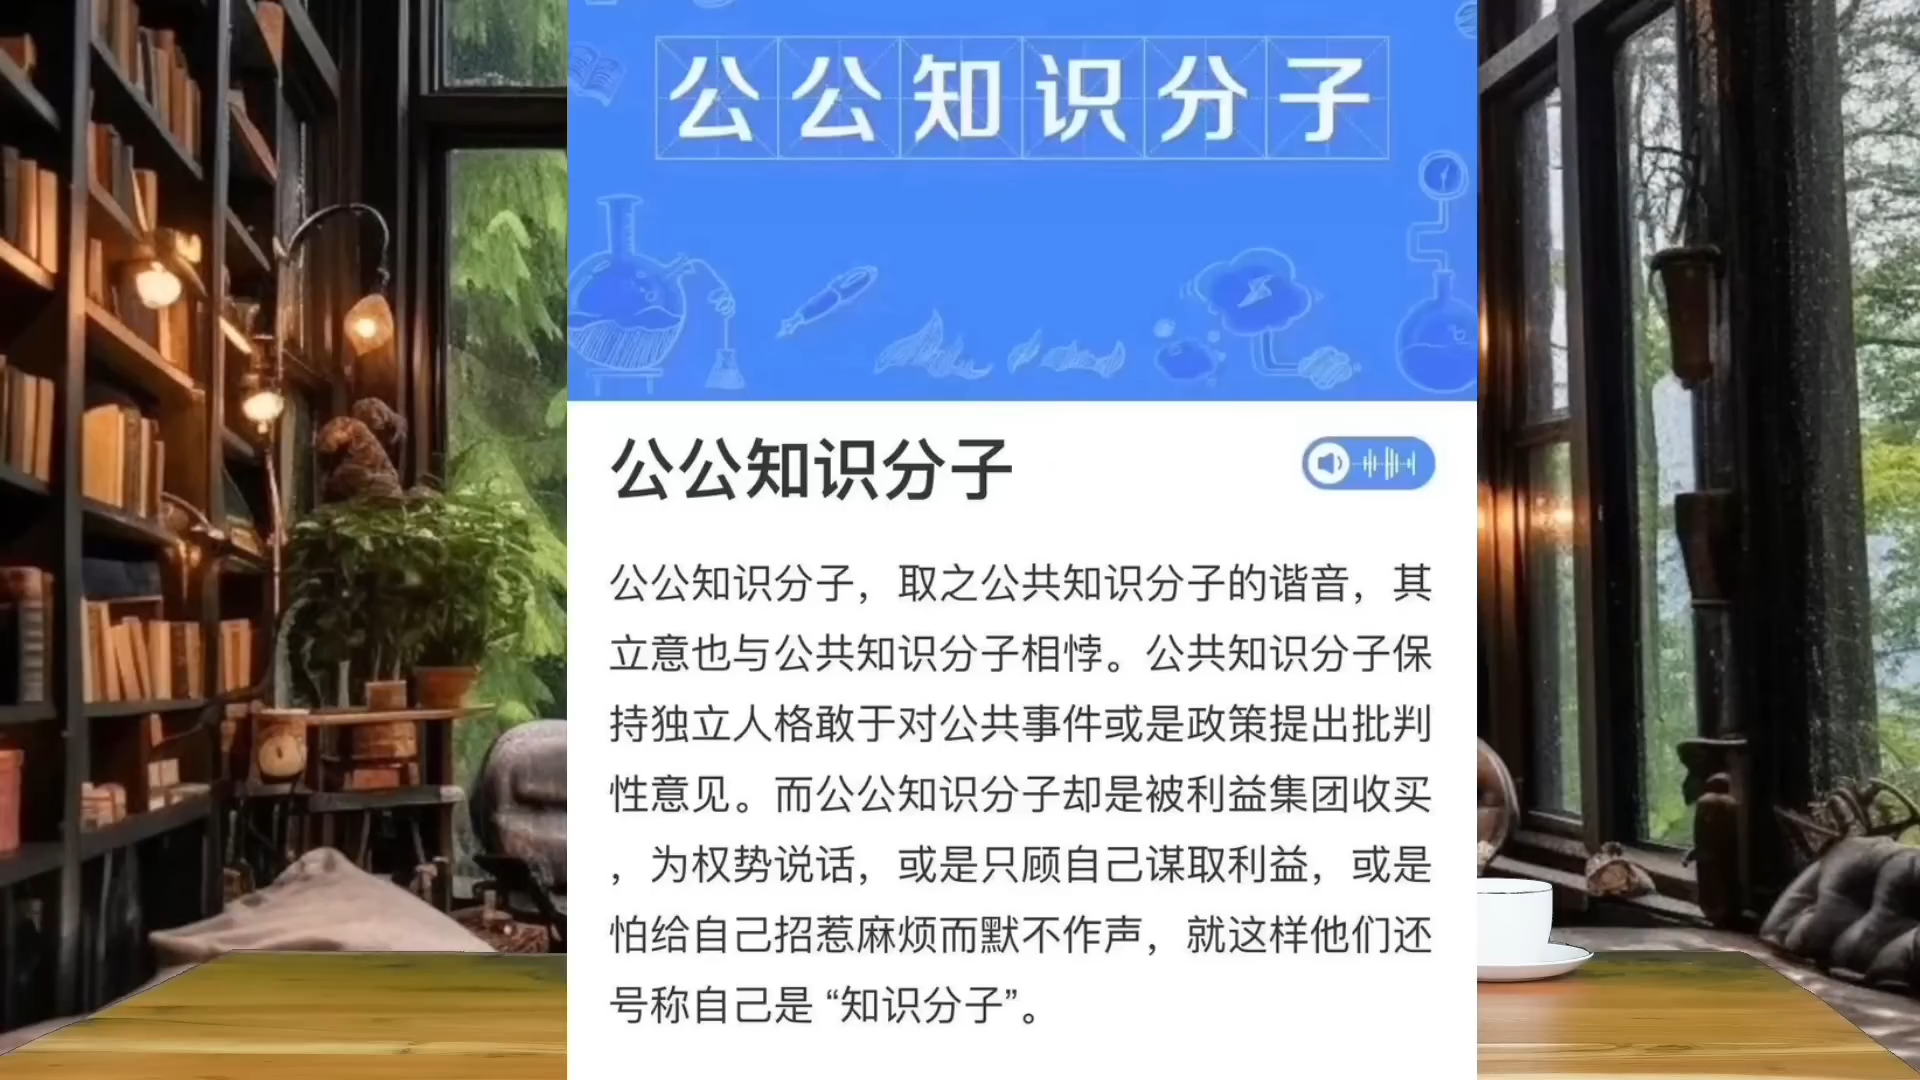 公公知识分子
公公知识分子
公公知识分子，取之公共知识分子的谐音，其
立意也与公共知识分子相悖。公共知识分子保
持独立人格敢于对公共事件或是政策提出批判
性意见。而公公知识分子却是被利益集团收买
，为权势说话，或是只顾自己谋取利益，或是
怕给自己招惹麻烦而默不作声，就这样他们还
号称自己是 “知识分子”。